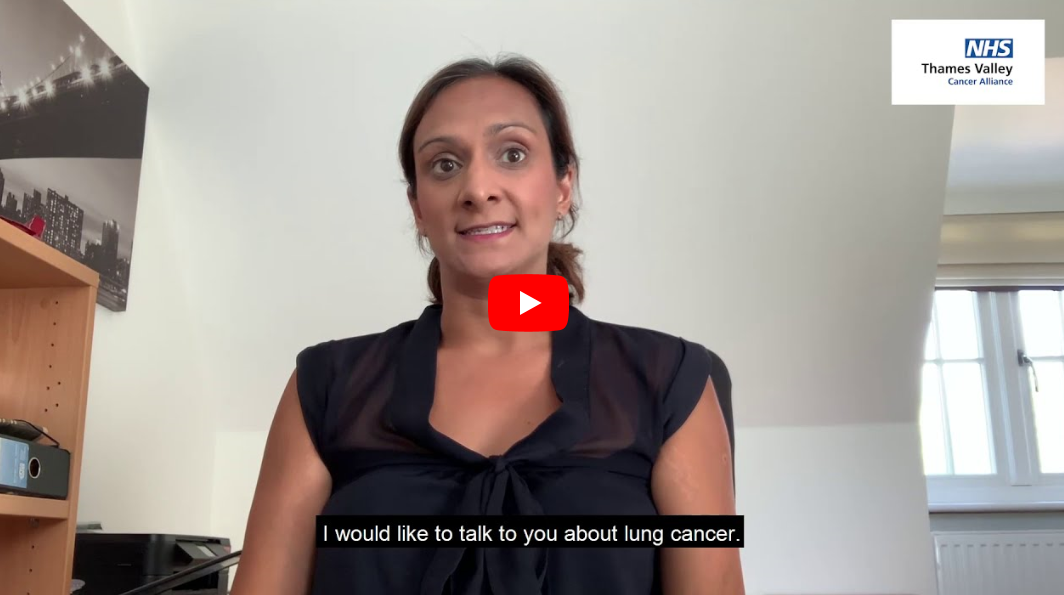 NHS
Thames Valley
Cancer Alliance
I would like to talk to you about lung cancer.